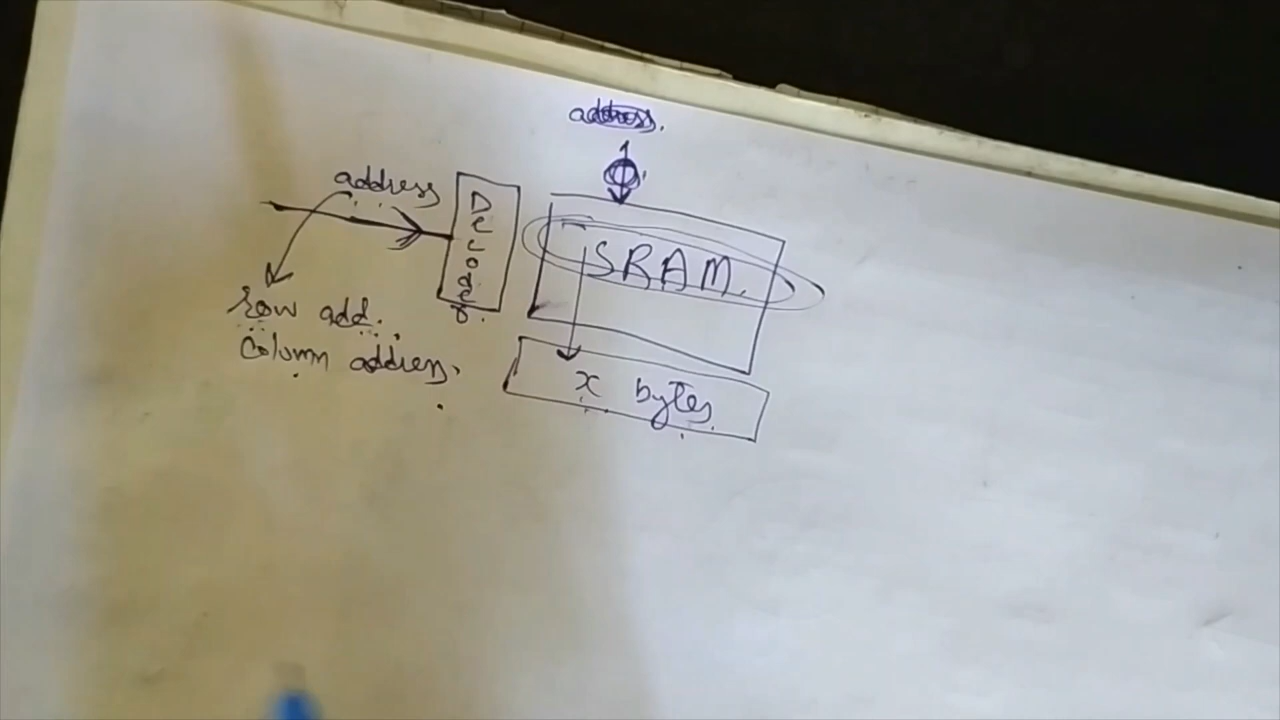 address.
address
Decoder.
SRAM.
row add.
column address.
x bytes